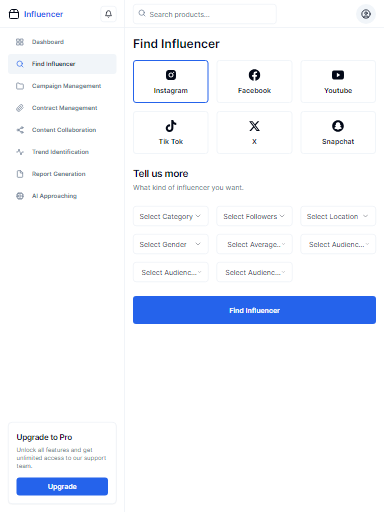 Influencer
Search products...
Dashboard
Find Influencer
Campaign Management
Contract Management
Content Collaboration
Trend Identification
Report Generation
AI Approaching
Upgrade to Pro
Unlock all features and get
unlimited access to our support
team.
Upgrade
Find Influencer
Instagram
Facebook
Youtube
Tik Tok
X
Snapchat
Tell us more
What kind of influencer you want.
Select Category
Select Followers
Select Location
Select Gender
Select Average..
Select Audienc...
Select Audienc...
Select Audienc...
Find Influencer